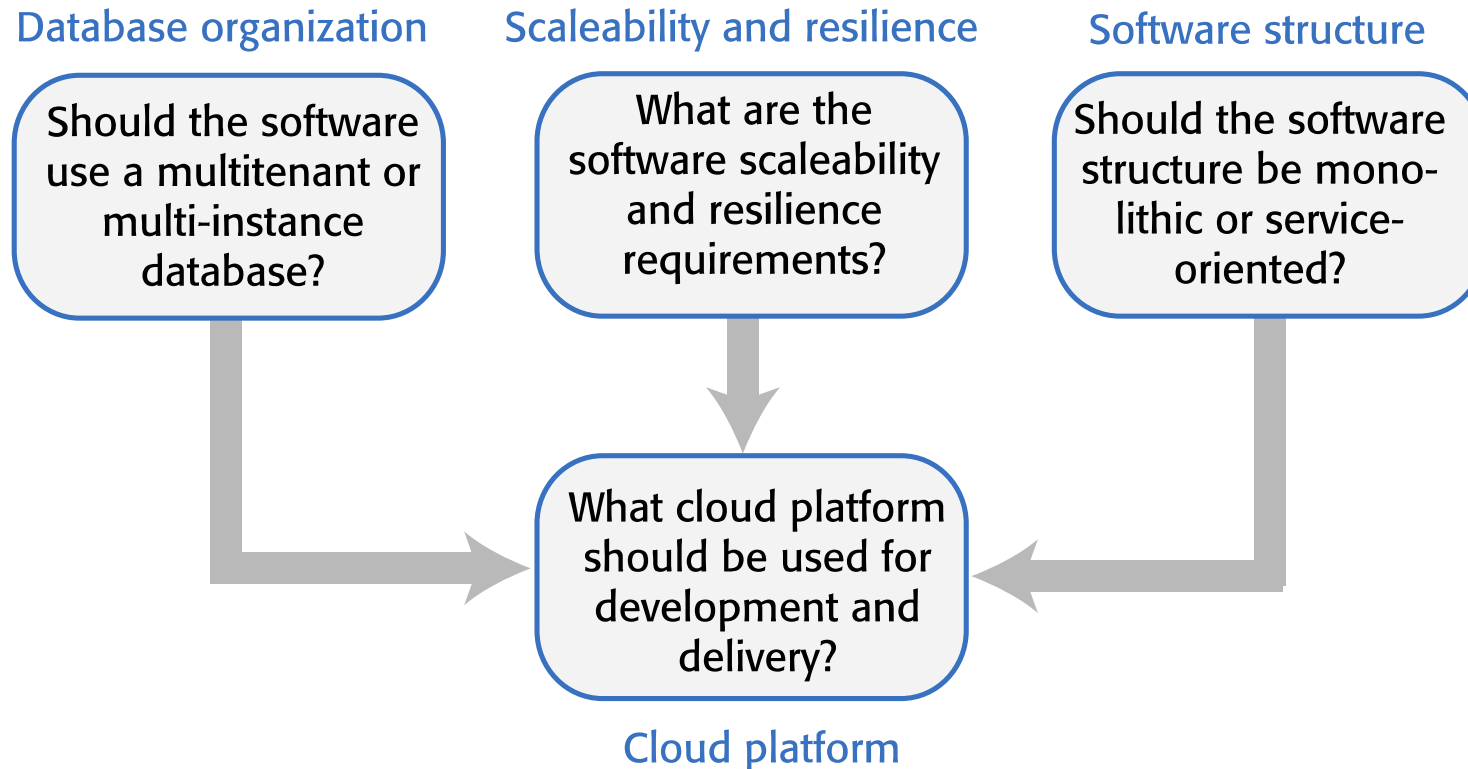 Database organization
Should the software
use a multitenant or
multi-instance
database?
Scaleability and resilience
What are the
software scaleability
and resilience
requirements?
Software structure
Should the software
structure be mono-
lithic or service-
oriented?
What cloud platform
should be used for
development and
delivery?
Cloud platform